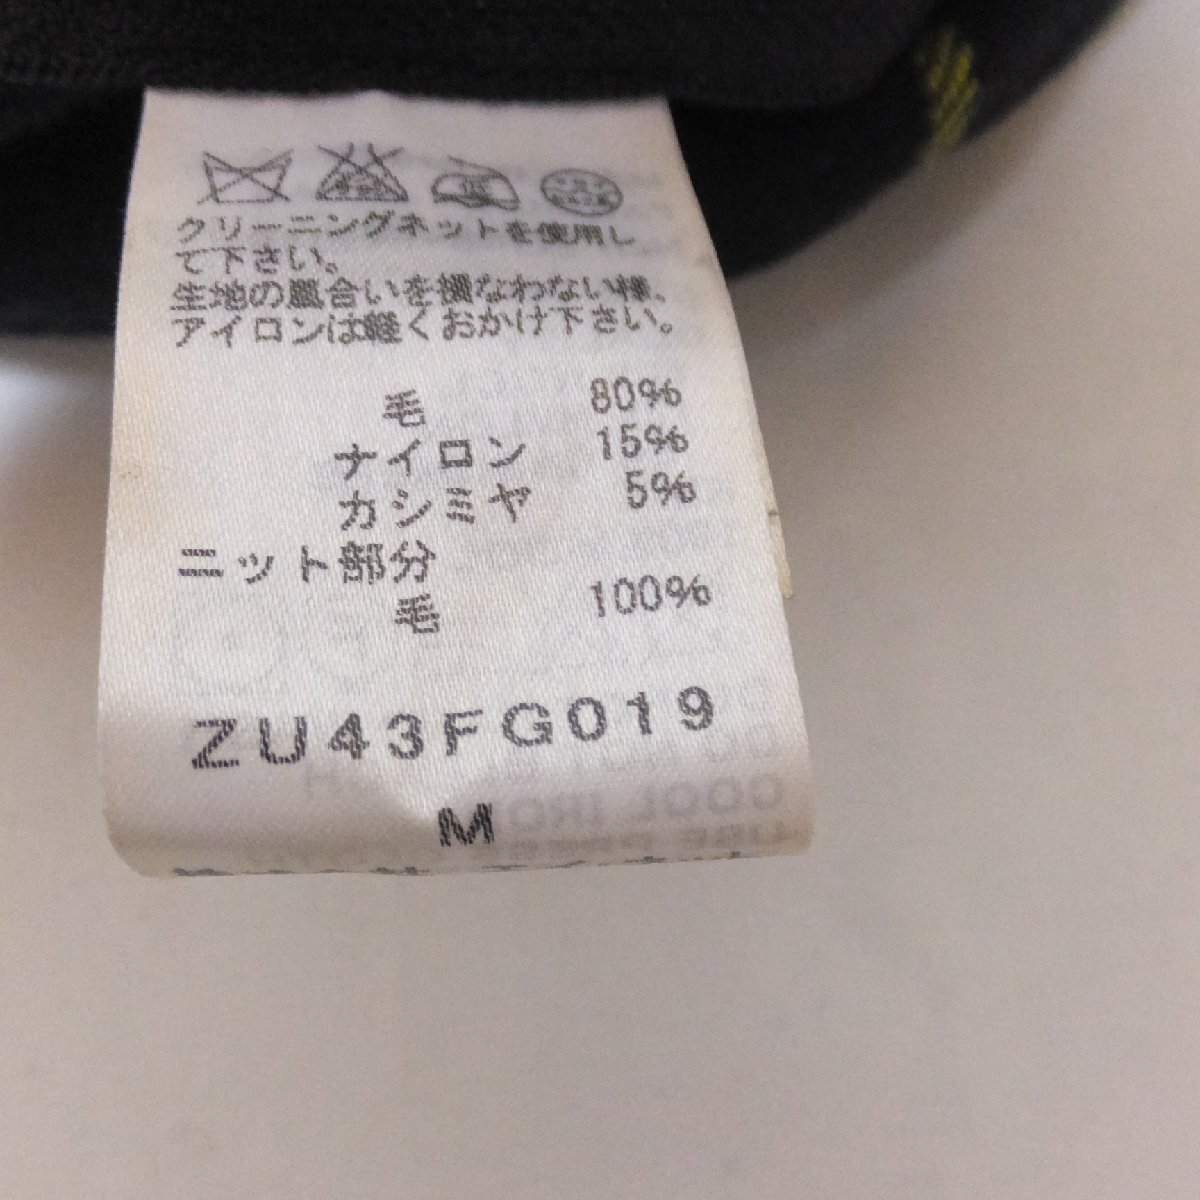 クリーニングネットを使用し
て下さい。
生地の風合いを損なわない様、
アイロンは軽くおかけ下さい。
毛 80%
ナイロン 15%
カシミヤ 5%
ニット部分
毛 100%
ZU43FG019
M